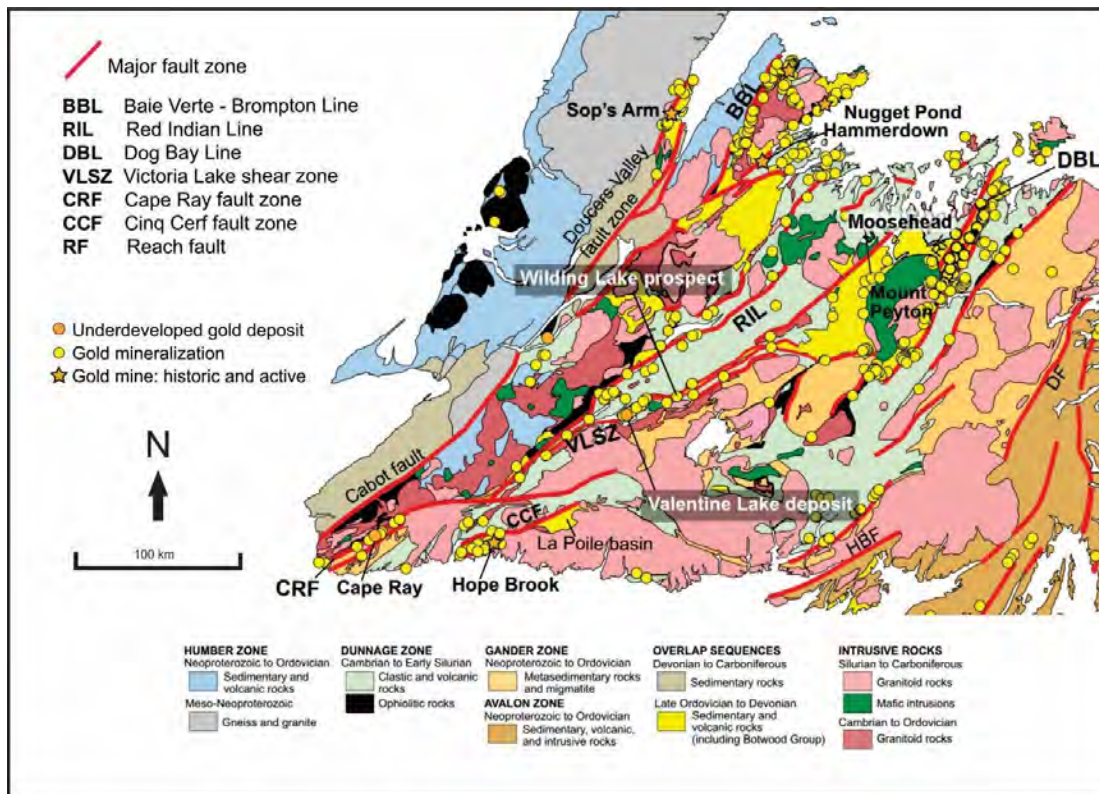 Major fault zone
BBL Baie Verte - Brompton Line
RIL Red Indian Line
DBL Dog Bay Line
VLSZ Victoria Lake shear zone
CRF Cape Ray fault zone
CCF Cinq Cerf fault zone
RF Reach fault
Underdeveloped gold deposit
Gold mineralization
Gold mine: historic and active
N
100 km
Sop's Arm
BBL
Nugget Pond
Hammerdown
DBL
Doucers Valley
fault zone
Moosehead
Wilding Lake prospect
Mount
Peyton
RIL
DF
VLSZ
Cabot fault
Valentine Lake deposit
CCF
La Poile basin
HBF
CRF
Cape Ray
Hope Brook
HUMBER ZONE
Neoproterozoic to Ordovician
Sedimentary and
volcanic rocks
Meso-Neoproterozoic
Gneiss and granite
DUNNAGE ZONE
Cambrian to Early Silurian
Clastic and volcanic
rocks
Ophiolitic rocks
GANDER ZONE
Neoproterozoic to Ordovician
Metasedimentary rocks
and migmatite
AVALON ZONE
Neoproterozoic to Ordovician
Sedimentary, volcanic,
and intrusive rocks
OVERLAP SEQUENCES
Devonian to Carboniferous
Sedimentary rocks
Late Ordovician to Devonian
Sedimentary and
volcanic rocks
(including Botwood Group)
INTRUSIVE ROCKS
Silurian to Carboniferous
Granitoid rocks
Mafic intrusions
Cambrian to Ordovician
Granitoid rocks